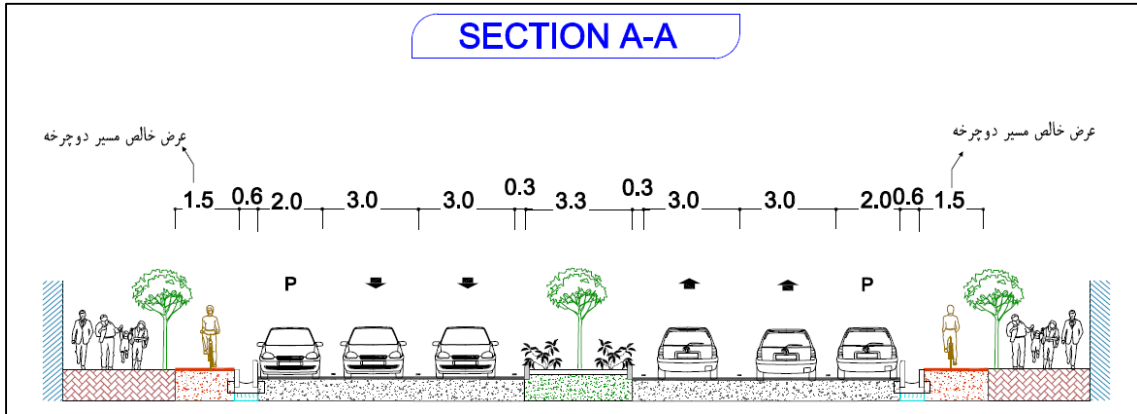 SECTION A-A
عرض خالص مسیر دوچرخه
عرض خالص مسیر دوچرخه
1.5 0.6 2.0 3.0 3.0 0.3 3.3 0.3 3.0 3.0 2.0 0.6 1.5
P P